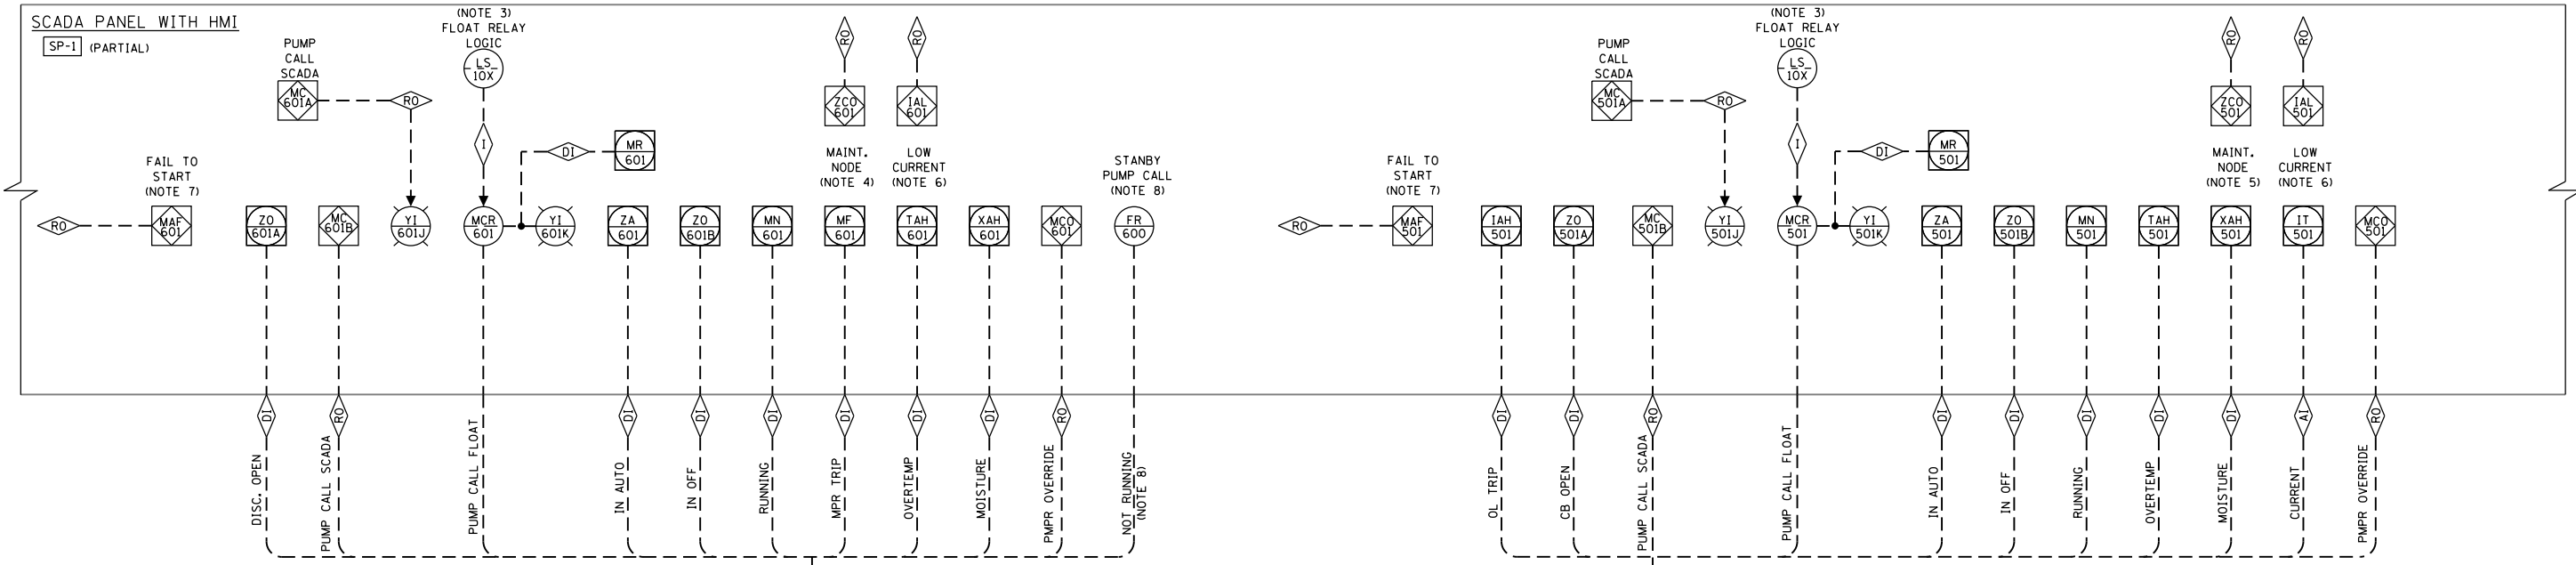 SCADA PANEL WITH HMI
SP-1 (PARTIAL)
PUMP
CALL
SCADA
MC
601A
RO
(NOTE 3)
FLOAT RELAY
LOGIC
LS
10X
I
DI
MR
601
RO
ZCO
601
MAINT.
NODE
(NOTE 4)
RO
IAL
601
LOW
CURRENT
(NOTE 6)
STANBY
PUMP CALL
(NOTE 8)
FAIL TO
START
(NOTE 7)
RO
MAF
601
ZO
601A
MC
601B
YI
601J
MCR
601
YI
601K
ZA
601
ZO
601B
MN
601
MF
601
TAH
601
XAH
601
MCO
601
FR
600
DI
RO
DI
DI
DI
DI
DI
DI
RO
DISC. OPEN
PUMP CALL SCADA
PUMP CALL FLOAT
IN AUTO
IN OFF
RUNNING
MPR TRIP
OVERTEMP
MOISTURE
PMPR OVERRIDE
NOT RUNNING
(NOTE 8)
PUMP
CALL
SCADA
MC
501A
RO
(NOTE 3)
FLOAT RELAY
LOGIC
LS
10X
I
DI
MR
501
RO
ZCO
501
MAINT.
NODE
(NOTE 5)
RO
IAL
501
LOW
CURRENT
(NOTE 6)
FAIL TO
START
(NOTE 7)
RO
MAF
501
IAH
501
ZO
501A
MC
501B
YI
501J
MCR
501
YI
501K
ZA
501
ZO
501B
MN
501
TAH
501
XAH
501
IT
501
MCO
501
DI
DI
RO
DI
DI
DI
DI
DI
AI
RO
OL TRIP
CB OPEN
PUMP CALL SCADA
PUMP CALL FLOAT
IN AUTO
IN OFF
RUNNING
OVERTEMP
MOISTURE
CURRENT
PMPR OVERRIDE